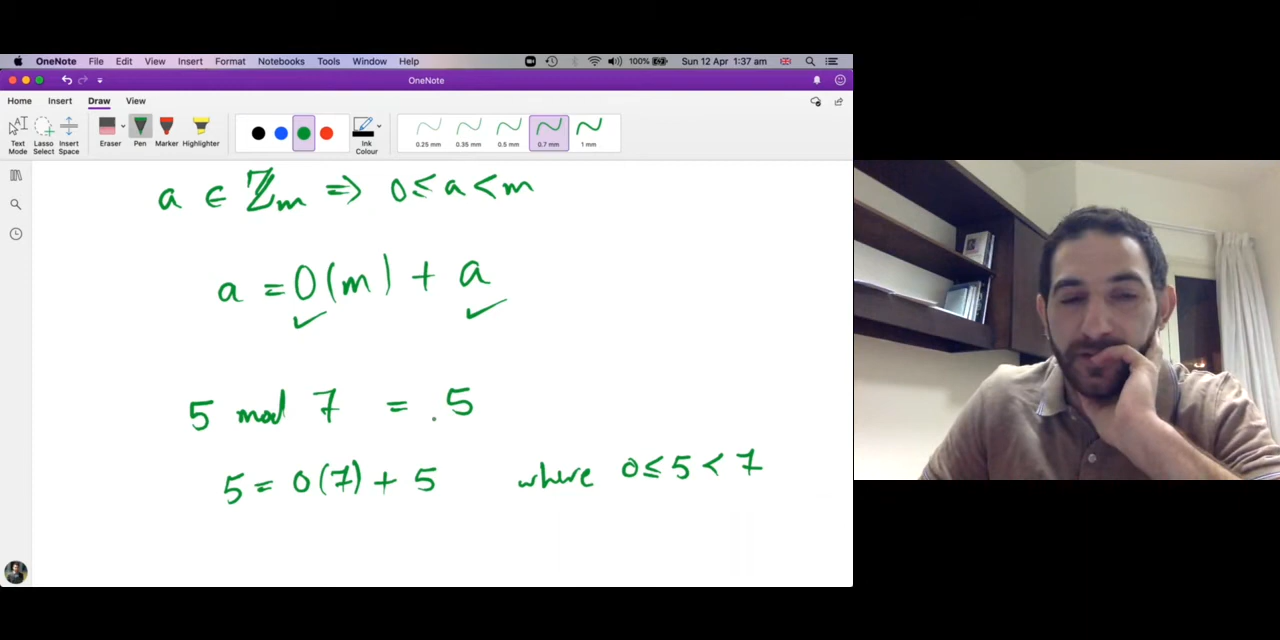 OneNote File Edit View Insert Format Notebooks Tools Window Help 100% Sun 12 Apr 1:37 am
OneNote
Home Insert Draw View
Text Mode Lasso Select Insert Space Eraser Pen Marker Highlighter Ink Colour 0.25 mm 0.35 mm 0.5 mm 0.7 mm 1 mm
a ∈ ℤm ⇒ 0 ≤ a < m
a = 0(m) + a
5 mod 7 = .5
5 = 0(7) + 5 where 0 ≤ 5 < 7